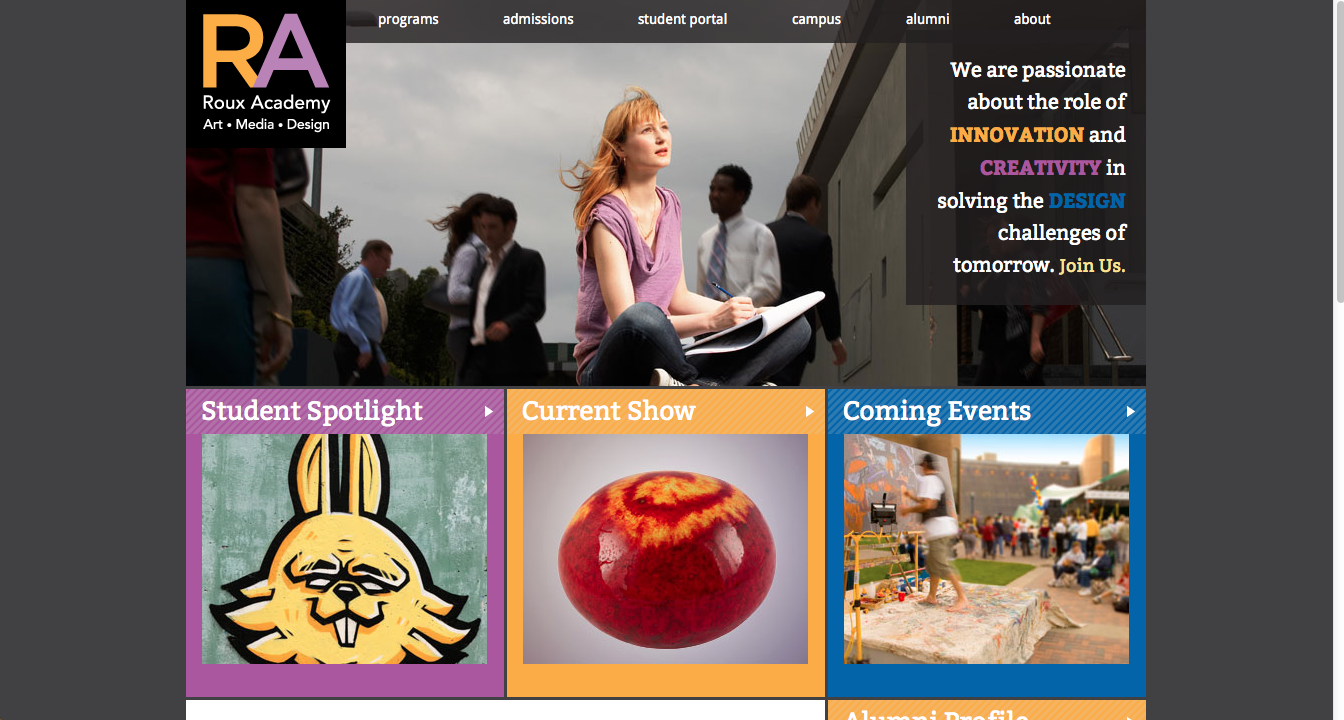 RA
Roux Academy
Art • Media • Design
programs admissions student portal campus alumni about
We are passionate
about the role of
INNOVATION and
CREATIVITY in
solving the DESIGN
challenges of
tomorrow. Join Us.
Student Spotlight
Current Show
Coming Events
Alumni Profile